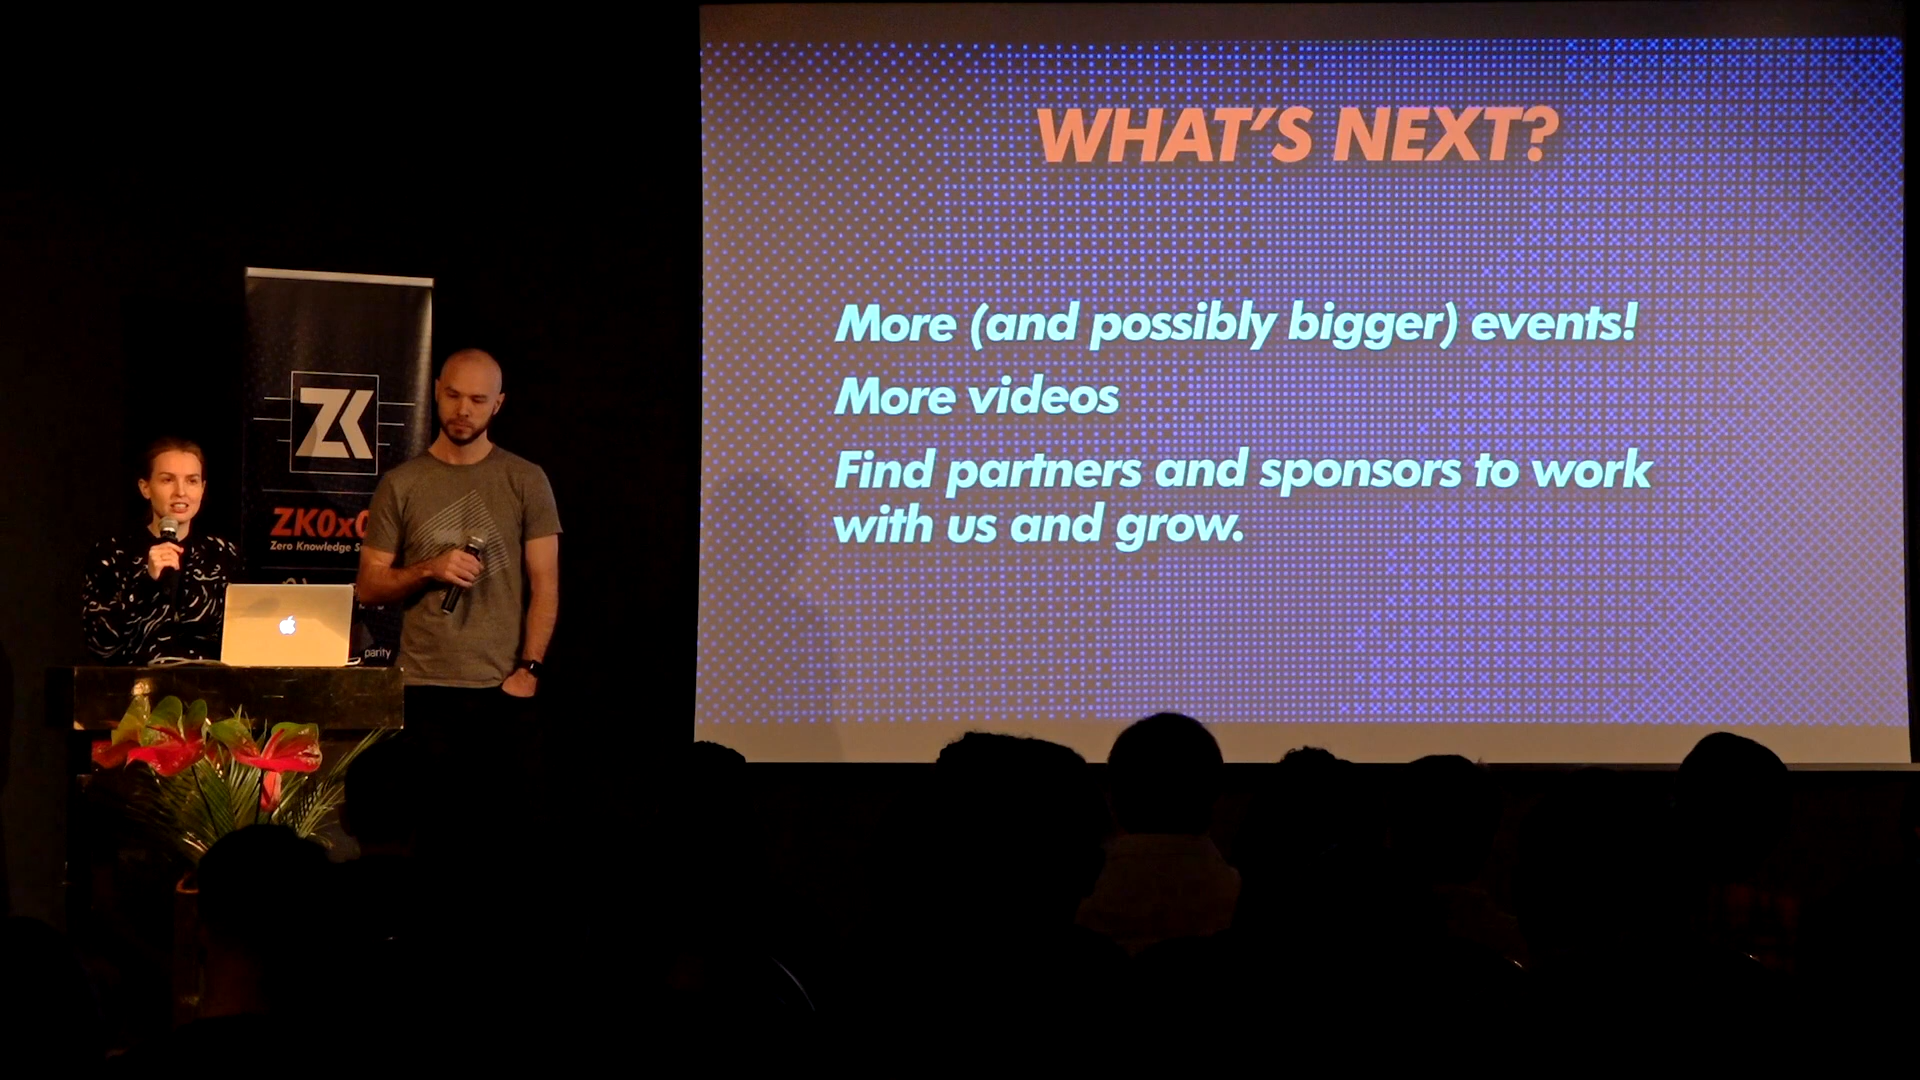 WHAT'S NEXT?
More (and possibly bigger) events!
More videos
Find partners and sponsors to work
with us and grow.
ZK
ZK0x0
Zero Knowledge
parity